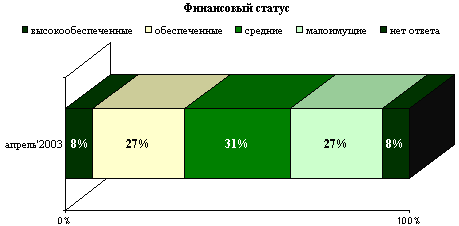 Финансовый статус
высокообеспеченные обеспеченные средние малоимущие нет ответа
апрель'2003 8% 27% 31% 27% 8%
0% 100%